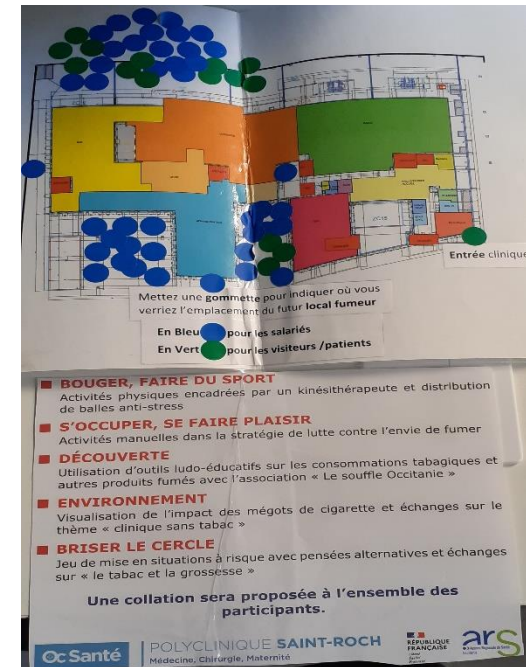 Entrée clinique
Mettez une gommette pour indiquer où vous
verriez l'emplacement du futur local fumeur
En Bleu pour les salariés
En Vert pour les visiteurs /patients
BOUGER, FAIRE DU SPORT
Activités physiques encadrées par un kinésithérapeute et distribution
de balles anti-stress
S'OCCUPER, SE FAIRE PLAISIR
Activités manuelles dans la stratégie de lutte contre l'envie de fumer
DÉCOUVERTE
Utilisation d'outils ludo-éducatifs sur les consommations tabagiques et
autres produits fumés avec l'association « Le souffle Occitanie »
ENVIRONNEMENT
Visualisation de l'impact des mégots de cigarette et échanges sur le
thème « clinique sans tabac »
BRISER LE CERCLE
Jeu de mise en situations à risque avec pensées alternatives et échanges
sur « le tabac et la grossesse »
Une collation sera proposée à l'ensemble des
participants.
Oc Santé
POLYCLINIQUE SAINT-ROCH
Médecine, Chirurgie, Maternité
RÉPUBLIQUE
FRANÇAISE
ars